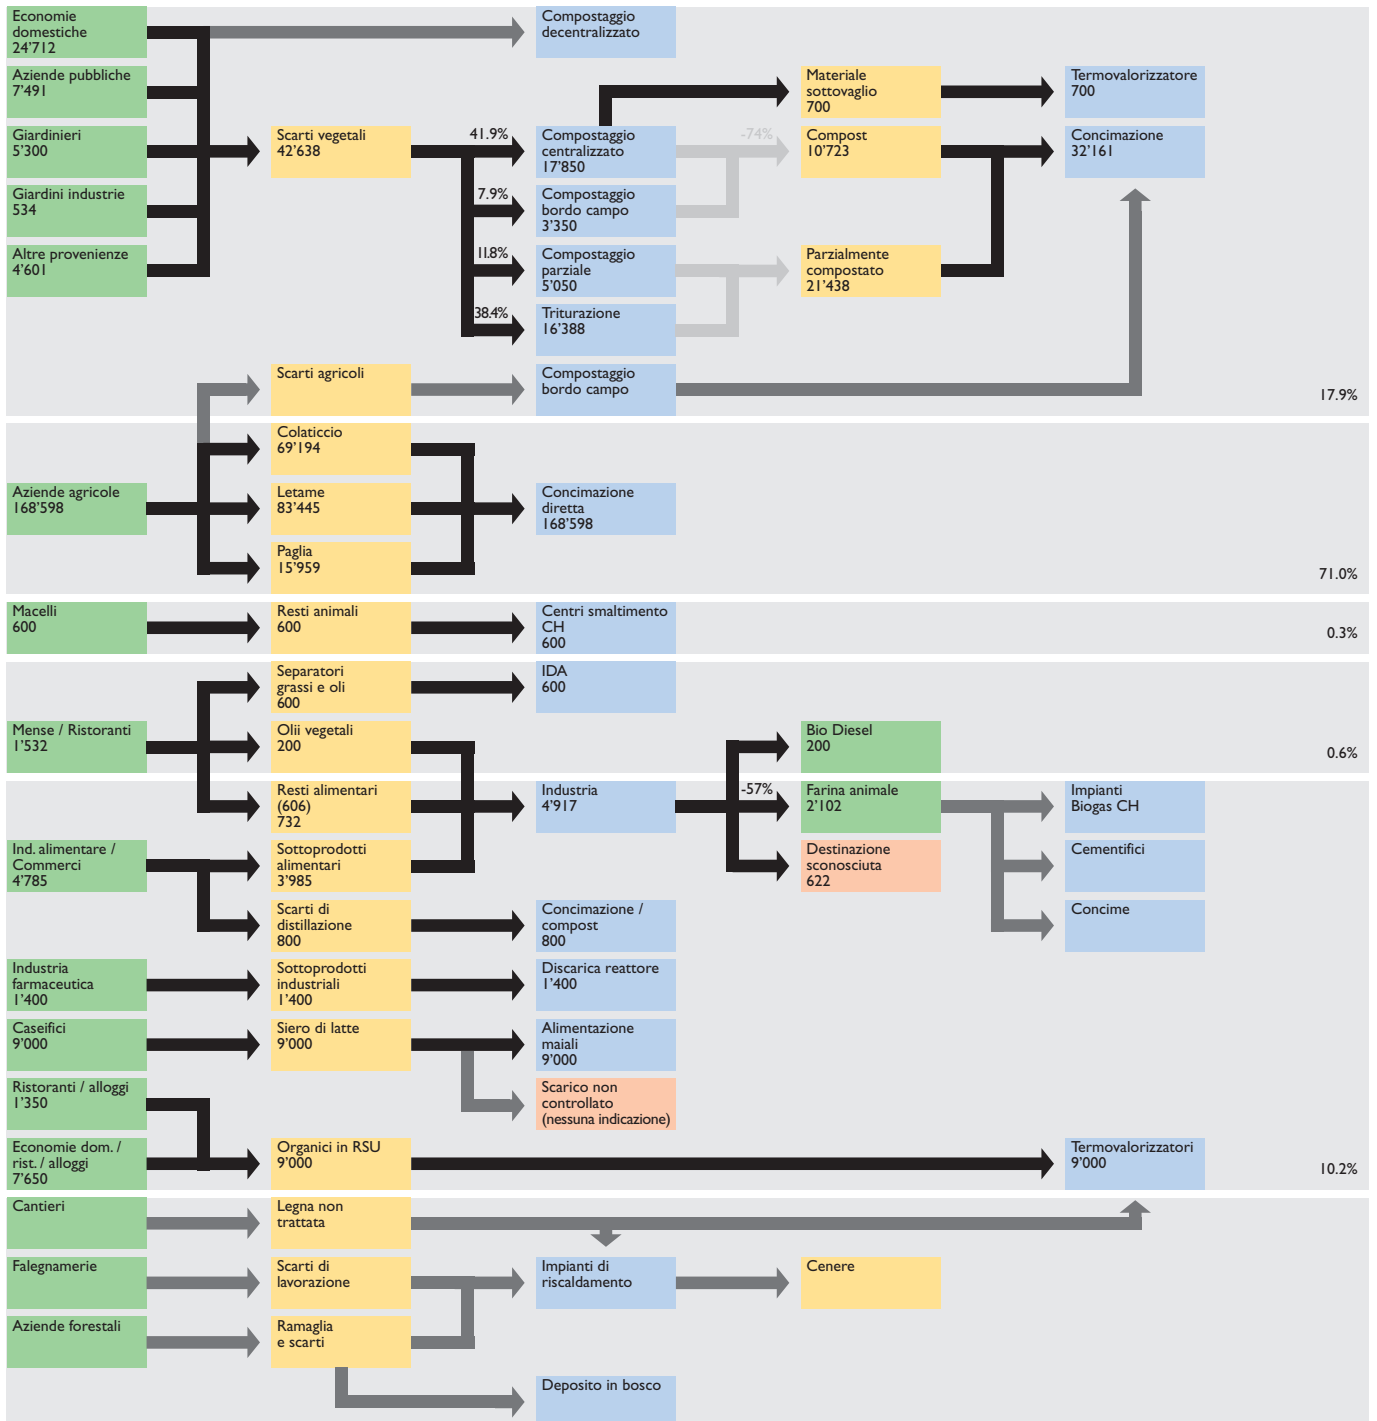 Economie
domestiche
24'712
Compostaggio
decentralizzato
Aziende pubbliche
7'491
Materiale
sottovaglio
700
Termovalorizzatore
700
Giardinieri
5'300
Scarti vegetali
42'638
41.9%
Compostaggio
centralizzato
17'850
-74%
Compost
10'723
Concimazione
32'161
Giardini industrie
534
7.9%
Compostaggio
bordo campo
3'350
Altre provenienze
4'601
11.8%
Compostaggio
parziale
5'050
Parzialmente
compostato
21'438
38.4%
Triturazione
16'388
Scarti agricoli
Compostaggio
bordo campo
17.9%
Colaticcio
69'194
Aziende agricole
168'598
Letame
83'445
Concimazione
diretta
168'598
Paglia
15'959
71.0%
Macelli
600
Resti animali
600
Centri smaltimento
CH
600
0.3%
Separatori
grassi e oli
600
IDA
600
Mense / Ristoranti
1'532
Olii vegetali
200
Bio Diesel
200
0.6%
Resti alimentari
(606)
732
Industria
4'917
-57%
Farina animale
2'102
Impianti
Biogas CH
Ind. alimentare /
Commerci
4'785
Sottoprodotti
alimentari
3'985
Destinazione
sconosciuta
622
Cementifici
Scarti di
distillazione
800
Concimazione /
compost
800
Concime
Industria
farmaceutica
1'400
Sottoprodotti
industriali
1'400
Discarica reattore
1'400
Caseifici
9'000
Siero di latte
9'000
Alimentazione
maiali
9'000
Ristoranti / alloggi
1'350
Scarico non
controllato
(nessuna indicazione)
Economie dom. /
rist. / alloggi
7'650
Organici in RSU
9'000
Termovalorizzatori
9'000
10.2%
Cantieri
Legna non
trattata
Falegnamerie
Scarti di
lavorazione
Impianti di
riscaldamento
Cenere
Aziende forestali
Ramaglia
e scarti
Deposito in bosco